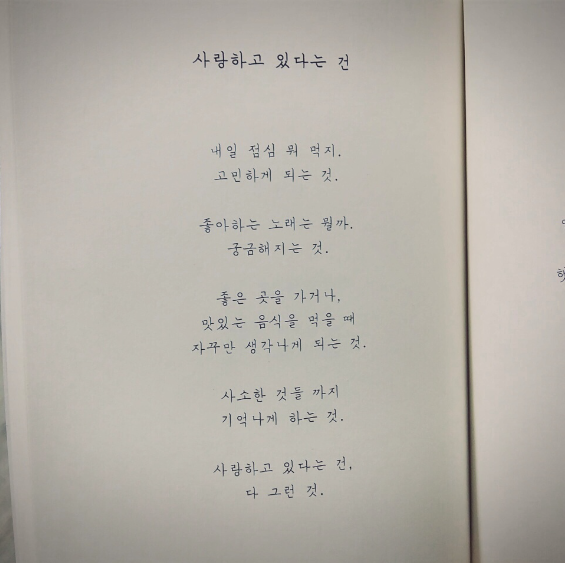 사랑하고 있다는 건
내일 점심 뭐 먹지.
고민하게 되는 것.
좋아하는 노래는 뭘까.
궁금해지는 것.
좋은 곳을 가거나,
맛있는 음식을 먹을 때
자꾸만 생각나게 되는 것.
사소한 것들 까지
기억나게 하는 것.
사랑하고 있다는 건,
다 그런 것.